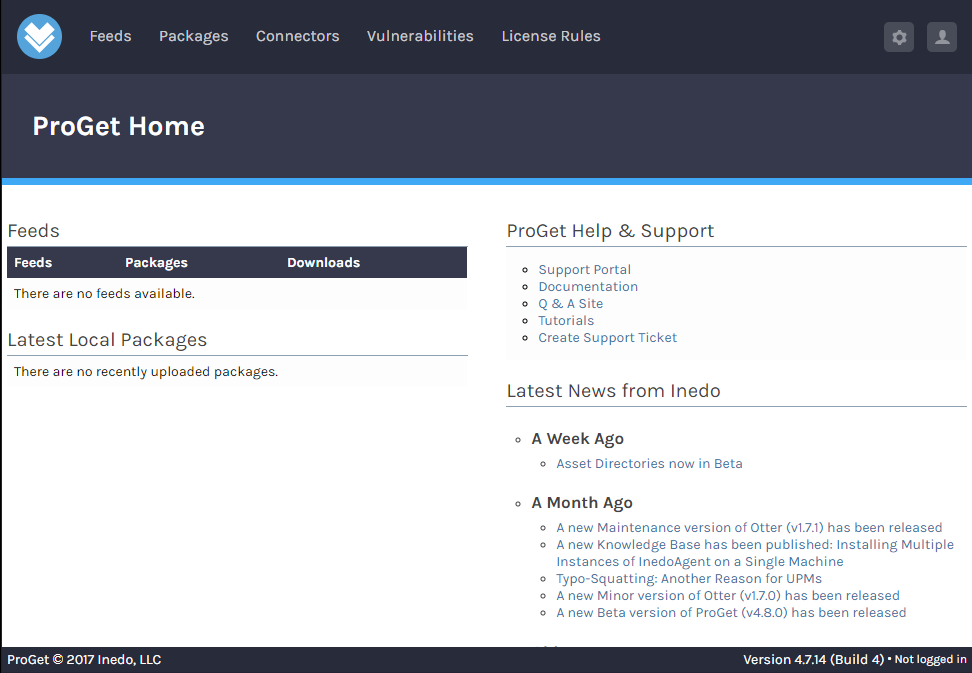 Feeds Packages Connectors Vulnerabilities License Rules
ProGet Home
Feeds
Feeds Packages Downloads
There are no feeds available.
Latest Local Packages
There are no recently uploaded packages.
ProGet Help & Support
Support Portal
Documentation
Q & A Site
Tutorials
Create Support Ticket
Latest News from Inedo
A Week Ago
Asset Directories now in Beta
A Month Ago
A new Maintenance version of Otter (v1.7.1) has been released
A new Knowledge Base has been published: Installing Multiple
Instances of InedoAgent on a Single Machine
Typo-Squatting: Another Reason for UPMs
A new Minor version of Otter (v1.7.0) has been released
A new Beta version of ProGet (v4.8.0) has been released
ProGet © 2017 Inedo, LLC
Version 4.7.14 (Build 4) • Not logged in